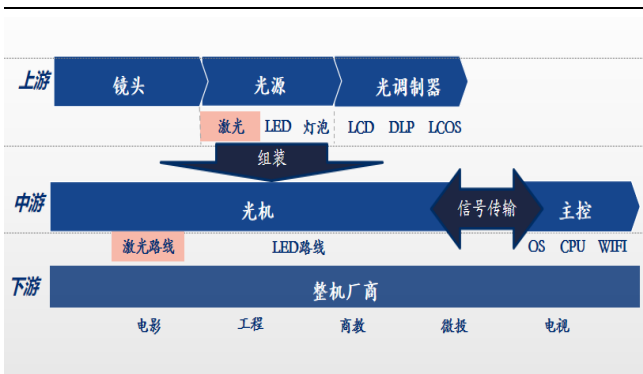 上游 镜头 光源 光调制器
激光 LED 灯泡 LCD DLP LCOS
组装
中游 光机 信号传输 主控
激光路线 LED路线 OS CPU WIFI
下游 整机厂商
电影 工程 商教 微投 电视